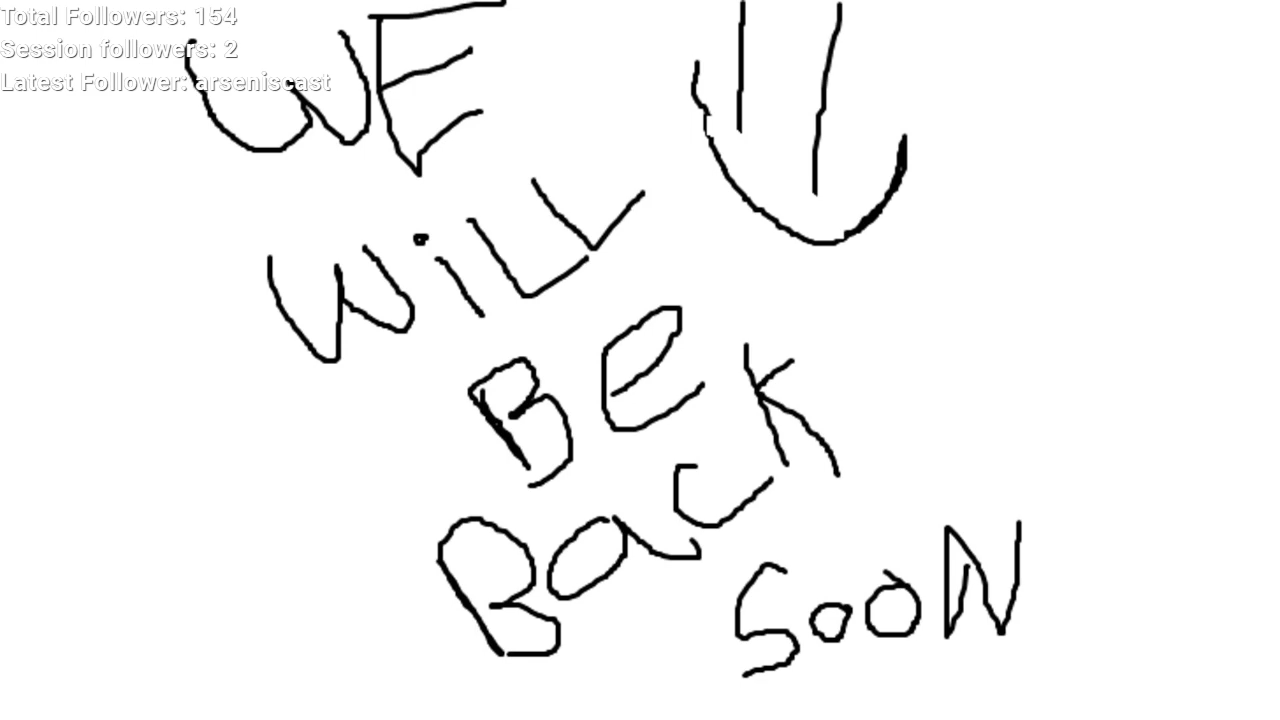 Total Followers: 154
Session followers: 2
Latest Follower: arseniscast
WE
WiLL
Be
BacK
SooN